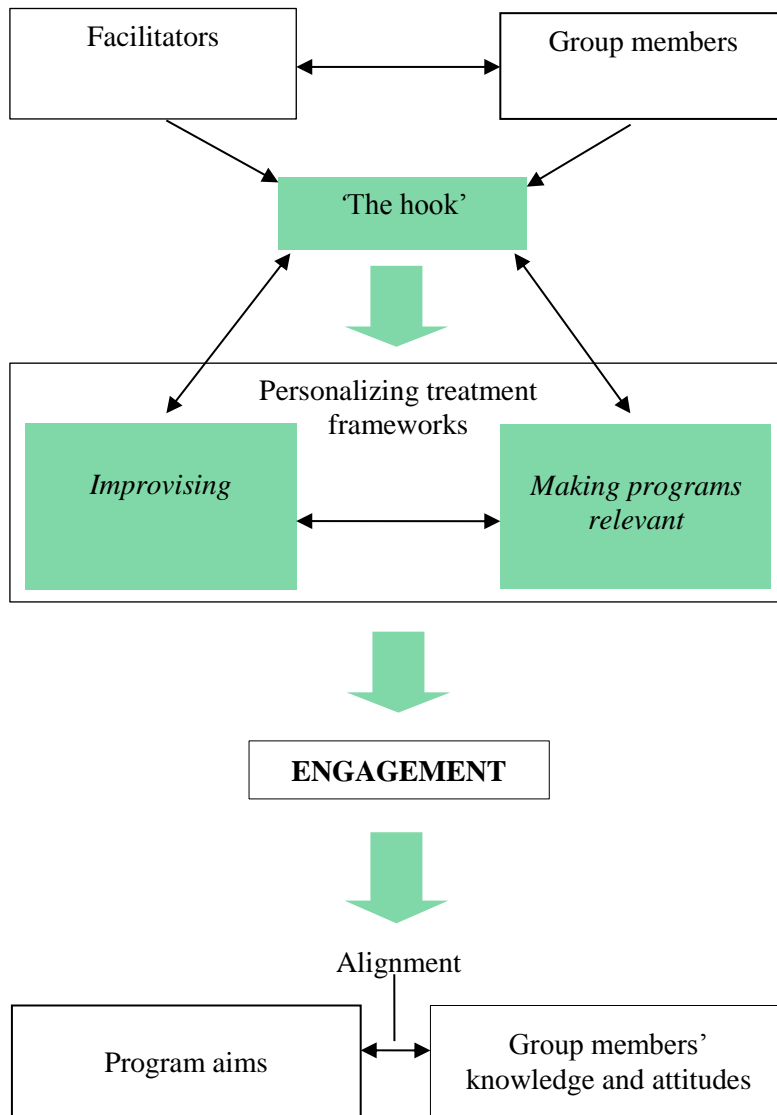 Facilitators
Group members
‘The hook’
Personalizing treatment
frameworks
Improvising
Making programs
relevant
ENGAGEMENT
Alignment
Program aims
Group members’
knowledge and attitudes